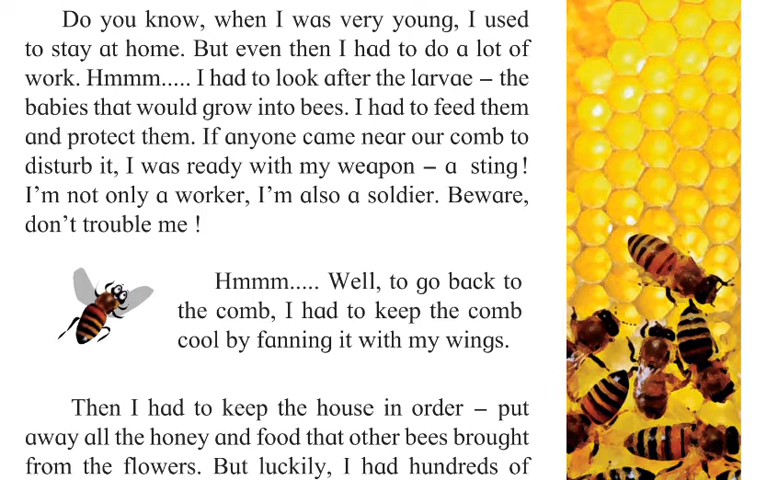 Do you know, when I was very young, I used
to stay at home. But even then I had to do a lot of
work. Hmmm..... I had to look after the larvae – the
babies that would grow into bees. I had to feed them
and protect them. If anyone came near our comb to
disturb it, I was ready with my weapon – a sting!
I’m not only a worker, I’m also a soldier. Beware,
don’t trouble me !
Hmmm..... Well, to go back to
the comb, I had to keep the comb
cool by fanning it with my wings.
Then I had to keep the house in order – put
away all the honey and food that other bees brought
from the flowers. But luckily, I had hundreds of